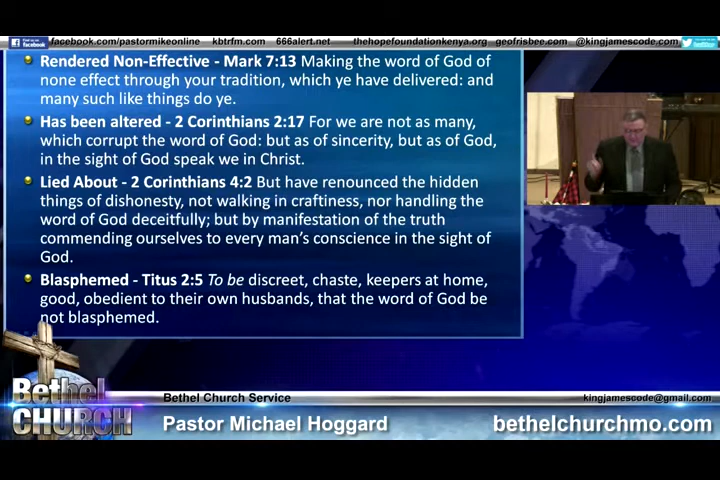 Find us on facebook facebook.com/pastormikeonline kbtrfm.com 666alert.net thehopefoundationkenya.org geofrisbee.com @kingjamescode.com
Rendered Non-Effective - Mark 7:13 Making the word of God of
none effect through your tradition, which ye have delivered: and
many such like things do ye.
Has been altered - 2 Corinthians 2:17 For we are not as many,
which corrupt the word of God: but as of sincerity, but as of God,
in the sight of God speak we in Christ.
Lied About - 2 Corinthians 4:2 But have renounced the hidden
things of dishonesty, not walking in craftiness, nor handling the
word of God deceitfully; but by manifestation of the truth
commending ourselves to every man's conscience in the sight of
God.
Blasphemed - Titus 2:5 To be discreet, chaste, keepers at home,
good, obedient to their own husbands, that the word of God be
not blasphemed.
Bethel
CHURCH
Bethel Church Service kingjamescode@gmail.com
Pastor Michael Hoggard bethelchurchmo.com